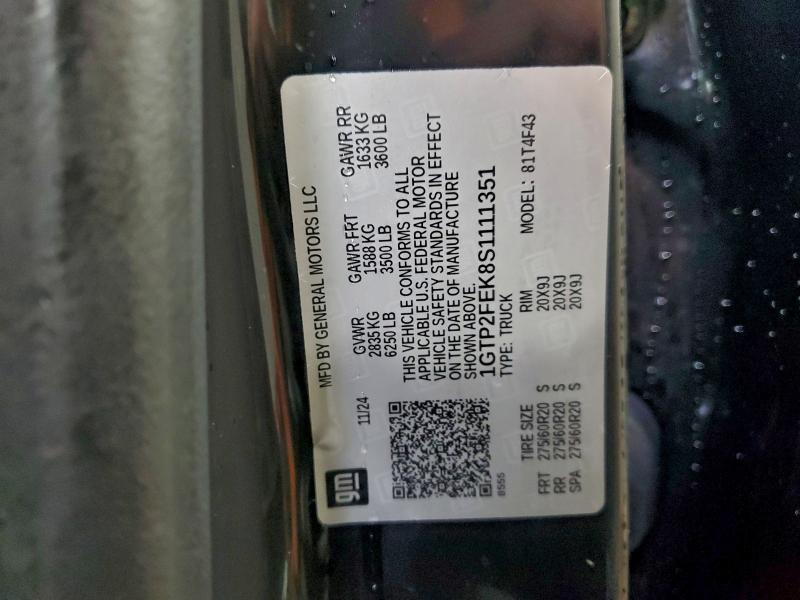 gm
MFD BY GENERAL MOTORS LLC
11/24 GVWR GAWR FRT GAWR RR
2835 KG 1588 KG 1633 KG
6250 LB 3500 LB 3600 LB
THIS VEHICLE CONFORMS TO ALL
APPLICABLE U.S. FEDERAL MOTOR
VEHICLE SAFETY STANDARDS IN EFFECT
ON THE DATE OF MANUFACTURE
SHOWN ABOVE.
1GTP2FEK8S1111351
8555 TYPE: TRUCK MODEL: 81T4F43
TIRE SIZE RIM
FRT 275/60R20 S 20X9J
RR 275/60R20 S 20X9J
SPA 275/60R20 S 20X9J